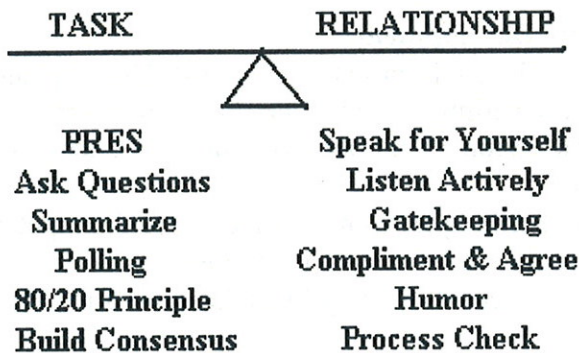 TASK RELATIONSHIP
PRES Speak for Yourself
Ask Questions Listen Actively
Summarize Gatekeeping
Polling Compliment & Agree
80/20 Principle Humor
Build Consensus Process Check